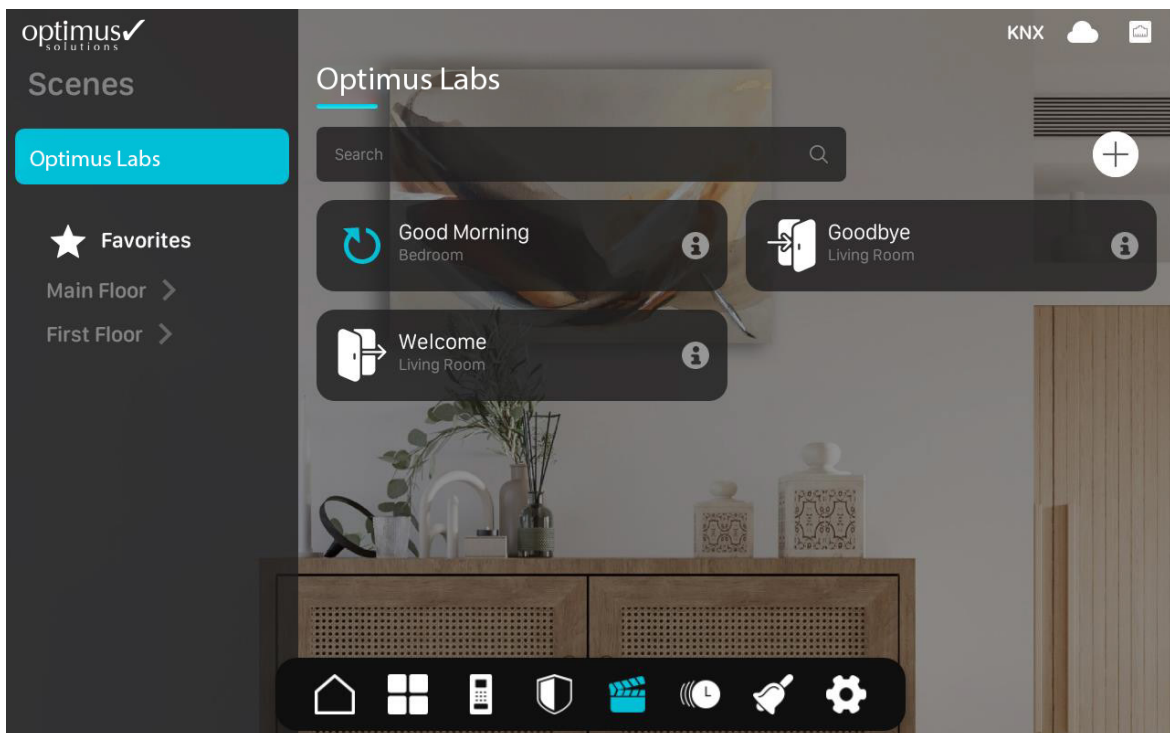 optimus
solutions
KNX
Scenes
Optimus Labs
Optimus Labs
Search
Favorites
Main Floor
First Floor
Good Morning
Bedroom
Goodbye
Living Room
Welcome
Living Room